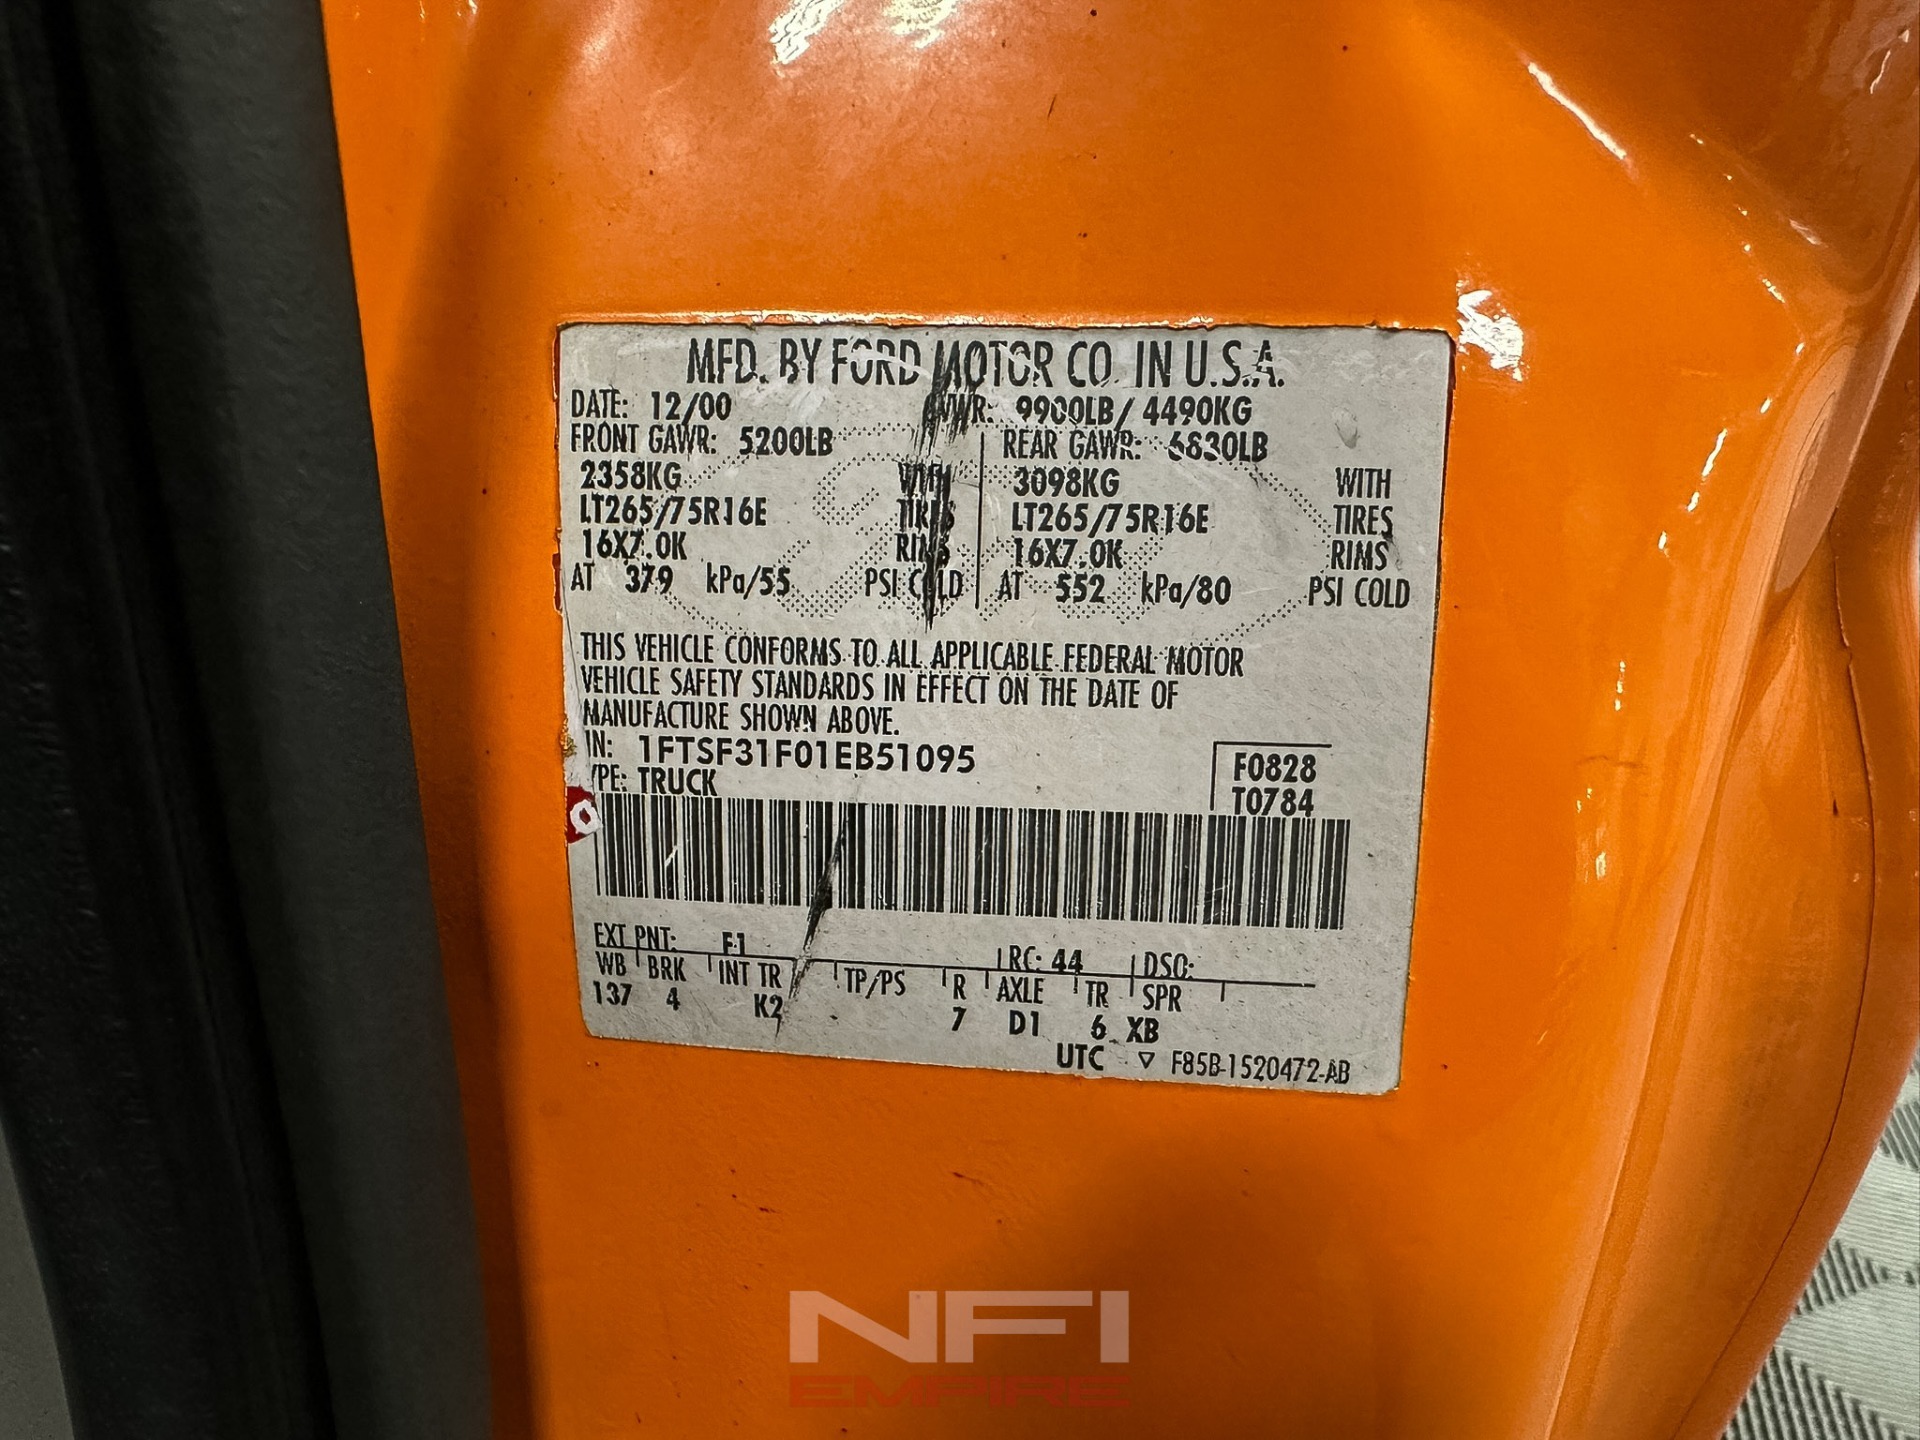 MFD. BY FORD MOTOR CO. IN U.S.A.
DATE: 12/00 GVWR: 9900LB/ 4490KG
FRONT GAWR: 5200LB REAR GAWR: 6830LB
2358KG WITH 3098KG WITH
LT265/75R16E TIRES LT265/75R16E TIRES
16X7.0K RIMS 16X7.0K RIMS
AT 379 kPa/55 PSI COLD AT 552 kPa/80 PSI COLD
THIS VEHICLE CONFORMS TO ALL APPLICABLE FEDERAL MOTOR
VEHICLE SAFETY STANDARDS IN EFFECT ON THE DATE OF
MANUFACTURE SHOWN ABOVE.
IN: 1FTSF31F01EB51095 F0828
YPE: TRUCK T0784
EXT PNT: F1 RC: 44 DSO:
WB BRK INT TR TP/PS R AXLE TR SPR
137 4 K2 7 D1 6 XB
UTC ▽ F85B-1520472-AB
NFI
EMPIRE